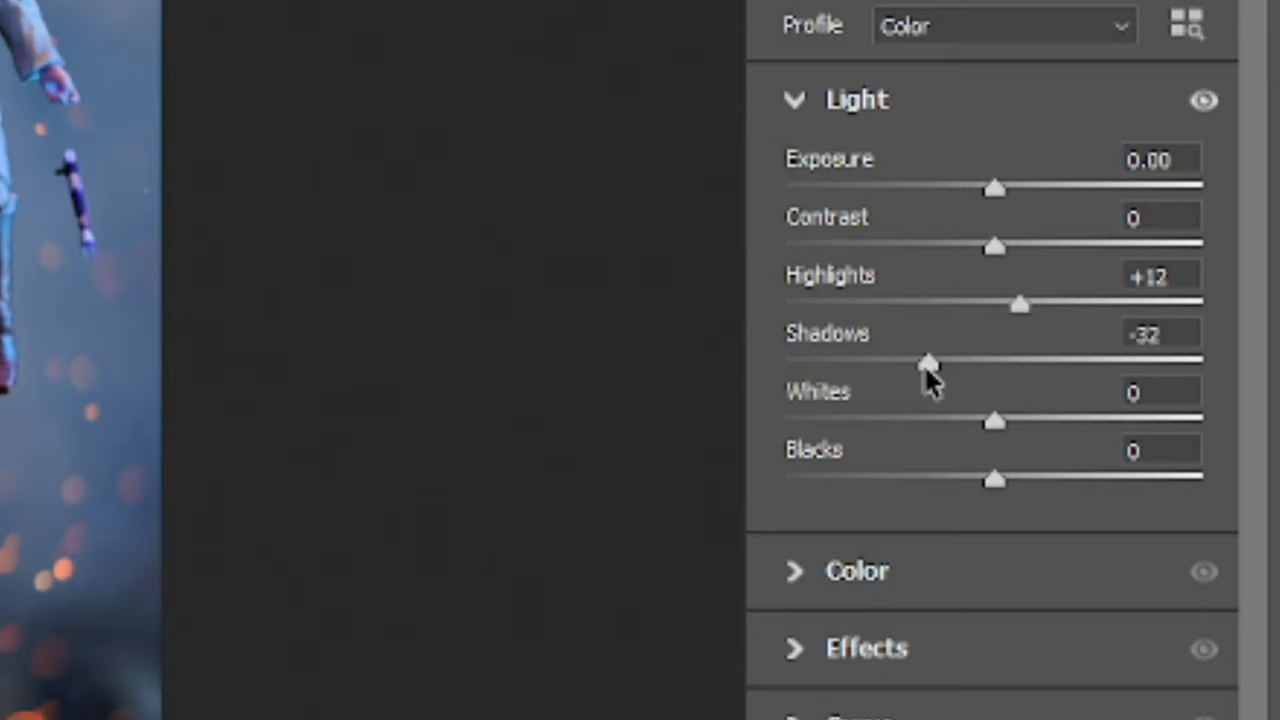 Profile Color
Light
Exposure 0.00
Contrast 0
Highlights +12
Shadows -32
Whites 0
Blacks 0
Color
Effects